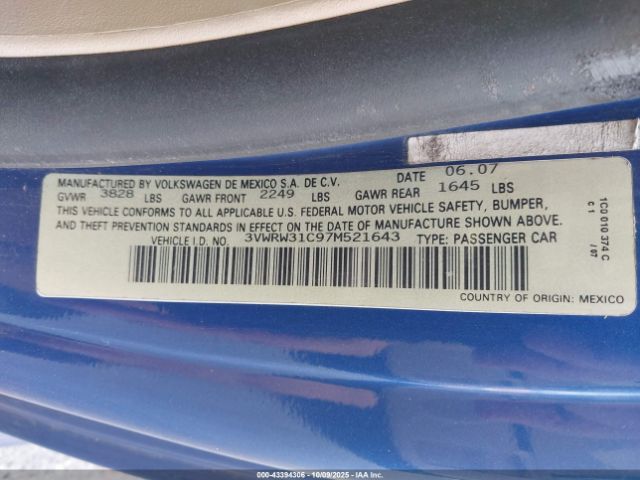 MANUFACTURED BY VOLKSWAGEN DE MEXICO S.A. DE C.V. DATE 06.07
GVWR 3828 LBS GAWR FRONT 2249 LBS GAWR REAR 1645 LBS
THIS VEHICLE CONFORMS TO ALL APPLICABLE U.S. FEDERAL MOTOR VEHICLE SAFETY, BUMPER,
AND THEFT PREVENTION STANDARDS IN EFFECT ON THE DATE OF MANUFACTURE SHOWN ABOVE.
VEHICLE I.D. NO. 3VWRW31C97M521643 TYPE: PASSENGER CAR
COUNTRY OF ORIGIN: MEXICO
1C0 010 374 C
C 1 /07
00-43394306 - 10/09/2025 - IAA Inc.